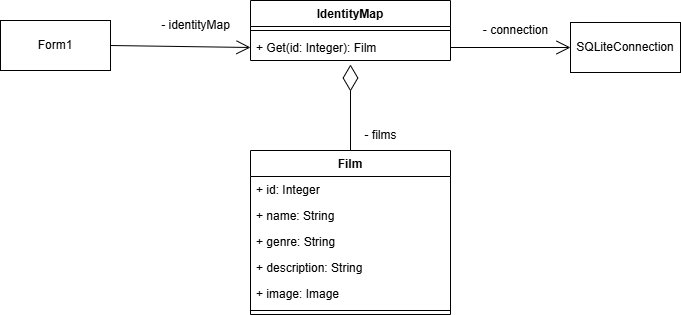 - identityMap
IdentityMap
- connection
Form1
+ Get(id: Integer): Film
SQLiteConnection
- films
Film
+ id: Integer
+ name: String
+ genre: String
+ description: String
+ image: Image